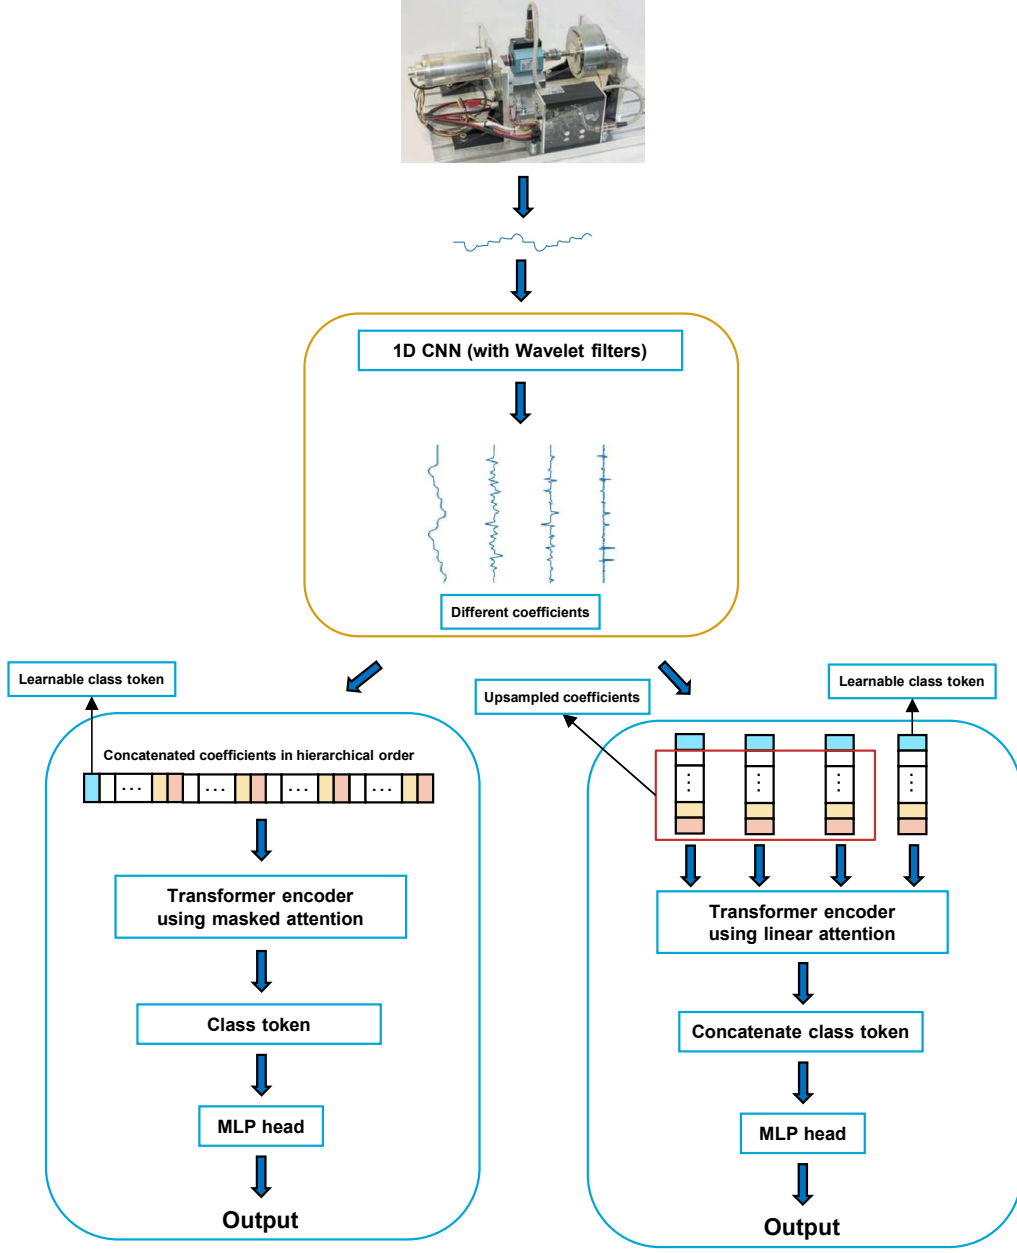 1D CNN (with Wavelet filters)
Different coefficients
Learnable class token
Concatenated coefficients in hierarchical order
...
...
...
...
Transformer encoder
using masked attention
Class token
MLP head
Output
Upsampled coefficients
Learnable class token
Transformer encoder
using linear attention
Concatenate class token
MLP head
Output